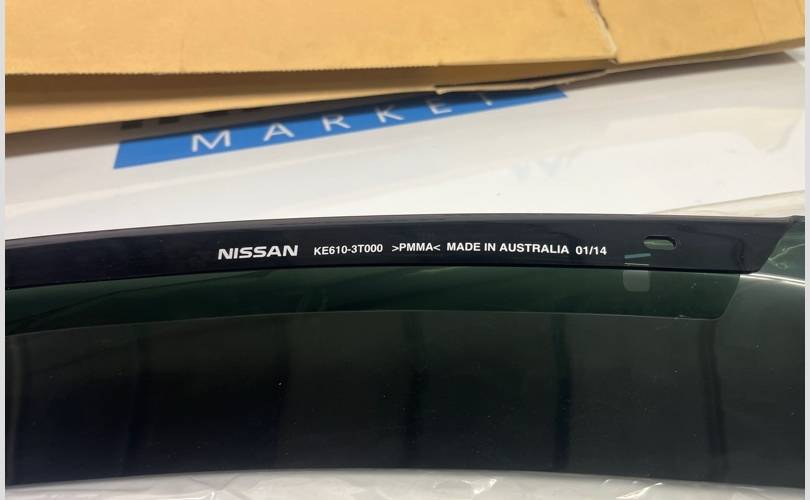 MARKET
NISSAN KE610-3T000 >PMMA< MADE IN AUSTRALIA 01/14